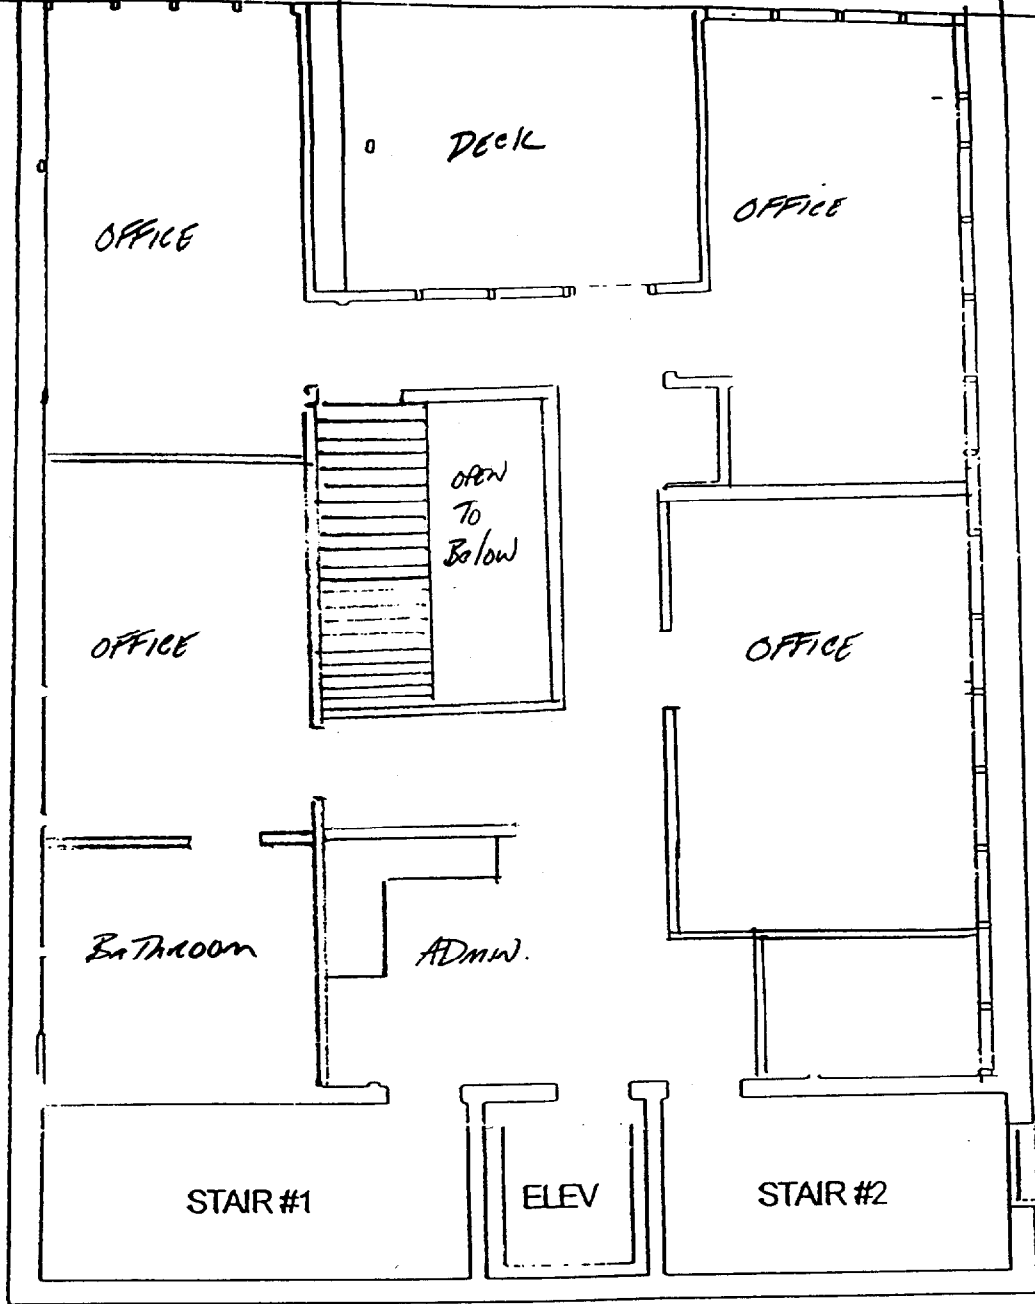 DECK
OFFICE
OFFICE
OPEN
TO
Below
OFFICE
OFFICE
BATHROOM
ADMIN.
STAIR #1
ELEV
STAIR #2